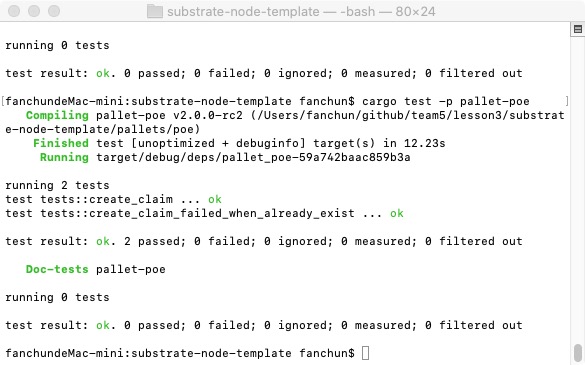 substrate-node-template — -bash — 80×24
running 0 tests
test result: ok. 0 passed; 0 failed; 0 ignored; 0 measured; 0 filtered out
[fanchundeMac-mini:substrate-node-template fanchun$ cargo test -p pallet-poe ]
Compiling pallet-poe v2.0.0-rc2 (/Users/fanchun/github/team5/lesson3/substrat
e-node-template/pallets/poe)
Finished test [unoptimized + debuginfo] target(s) in 12.23s
Running target/debug/deps/pallet_poe-59a742baac859b3a
running 2 tests
test tests::create_claim ... ok
test tests::create_claim_failed_when_already_exist ... ok
test result: ok. 2 passed; 0 failed; 0 ignored; 0 measured; 0 filtered out
Doc-tests pallet-poe
running 0 tests
test result: ok. 0 passed; 0 failed; 0 ignored; 0 measured; 0 filtered out
fanchundeMac-mini:substrate-node-template fanchun$